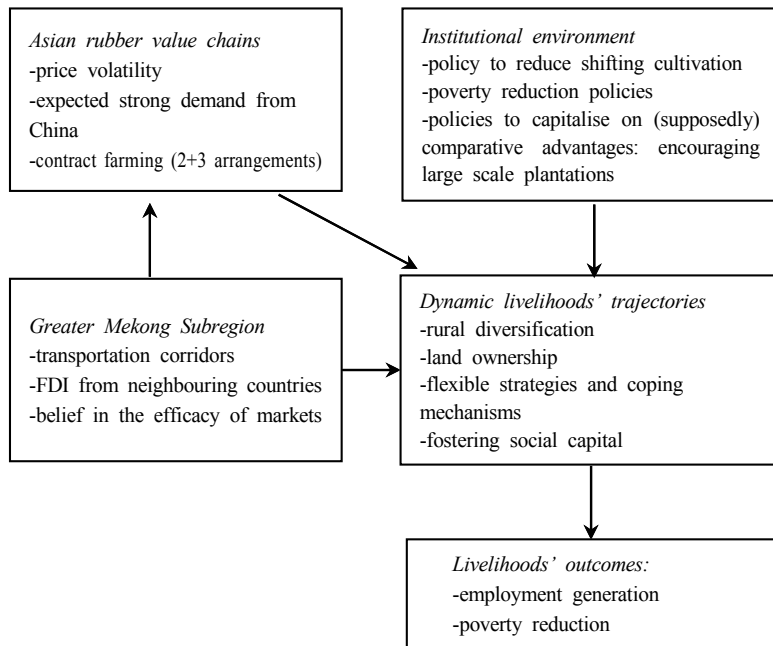 Asian rubber value chains
-price volatility
-expected strong demand from
China
-contract farming (2+3 arrangements)
Institutional environment
-policy to reduce shifting cultivation
-poverty reduction policies
-policies to capitalise on (supposedly)
comparative advantages: encouraging
large scale plantations
Greater Mekong Subregion
-transportation corridors
-FDI from neighbouring countries
-belief in the efficacy of markets
Dynamic livelihoods’ trajectories
-rural diversification
-land ownership
-flexible strategies and coping
mechanisms
-fostering social capital
Livelihoods’ outcomes:
-employment generation
-poverty reduction